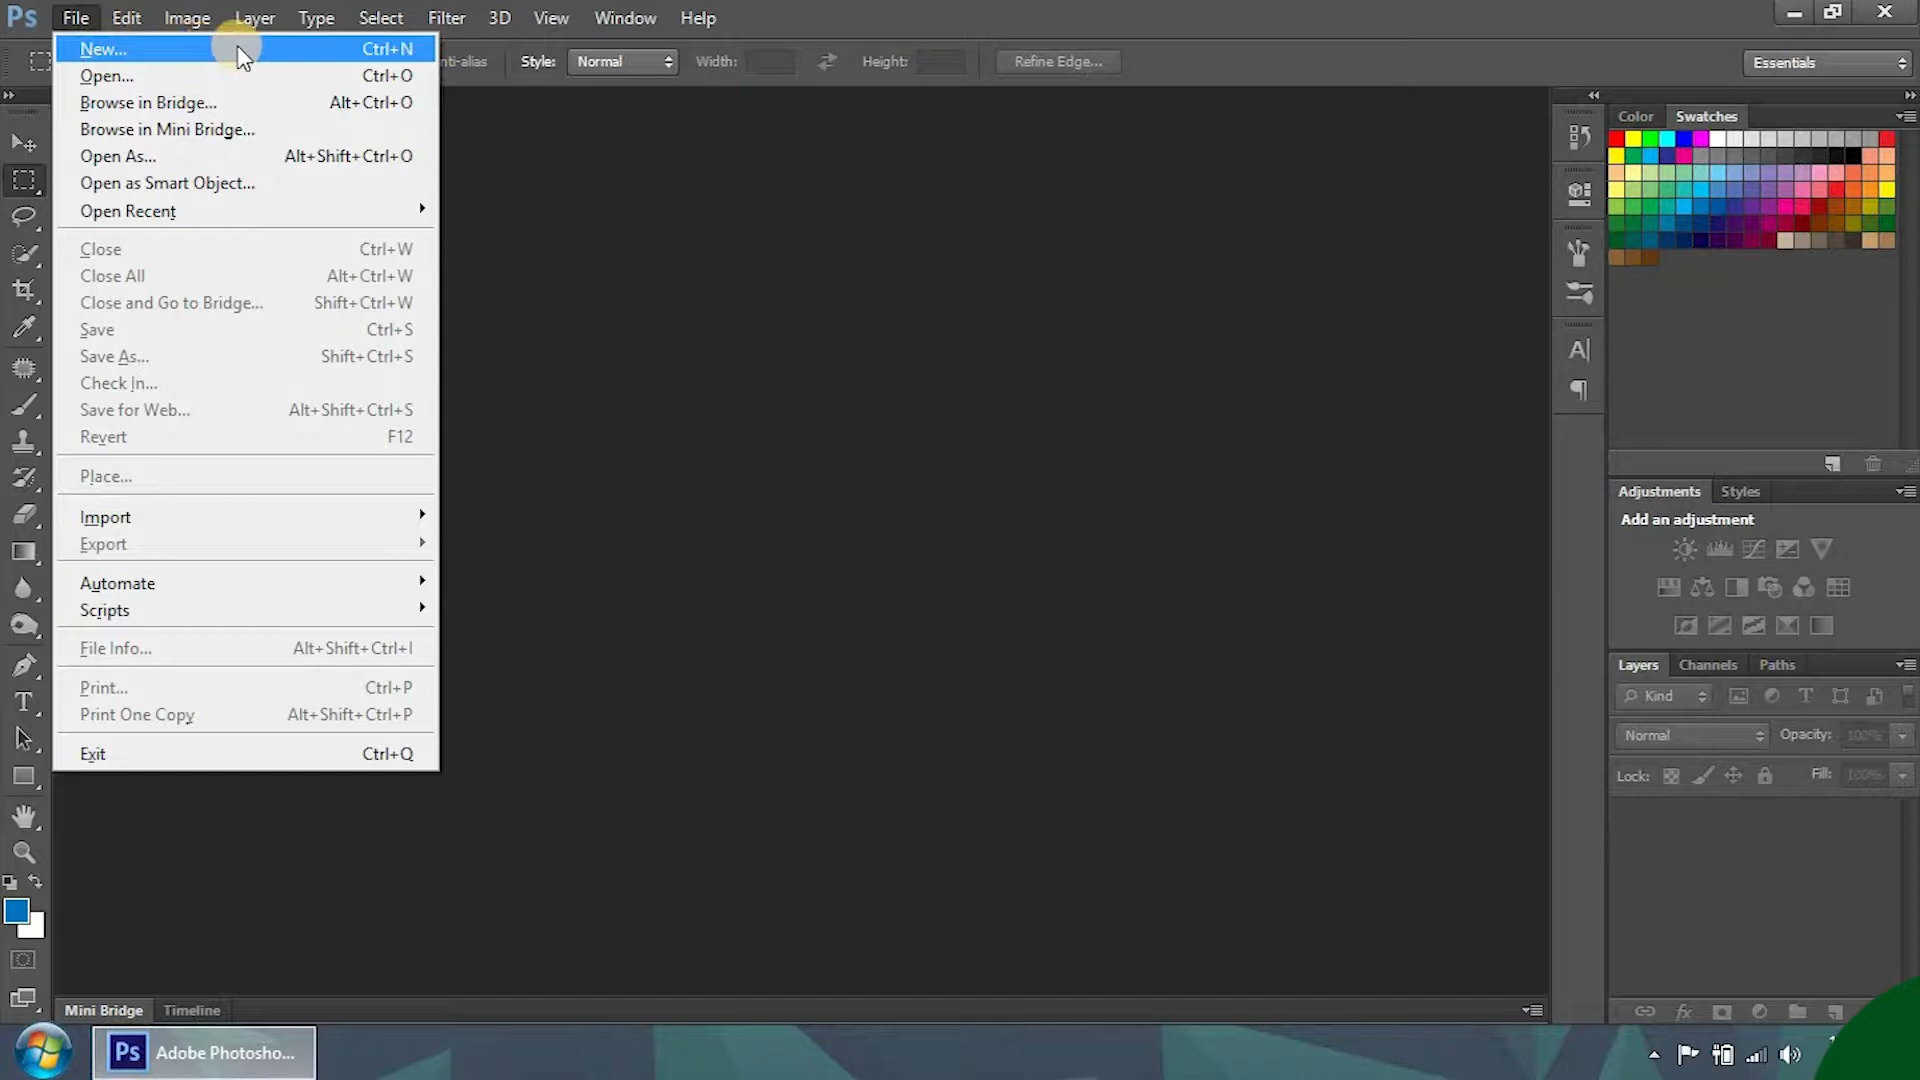 Ps File Edit Image Layer Type Select Filter 3D View Window Help
nti-alias Style: Normal Width: Height: Refine Edge... Essentials
New... Ctrl+N
Open... Ctrl+O
Browse in Bridge... Alt+Ctrl+O
Browse in Mini Bridge...
Open As... Alt+Shift+Ctrl+O
Open as Smart Object...
Open Recent
Close Ctrl+W
Close All Alt+Ctrl+W
Close and Go to Bridge... Shift+Ctrl+W
Save Ctrl+S
Save As... Shift+Ctrl+S
Check In...
Save for Web... Alt+Shift+Ctrl+S
Revert F12
Place...
Import
Export
Automate
Scripts
File Info... Alt+Shift+Ctrl+I
Print... Ctrl+P
Print One Copy Alt+Shift+Ctrl+P
Exit Ctrl+Q
Color Swatches
Adjustments Styles
Add an adjustment
Layers Channels Paths
Kind
Normal Opacity: 100%
Lock: Fill: 100%
Mini Bridge Timeline
Ps Adobe Photosho...